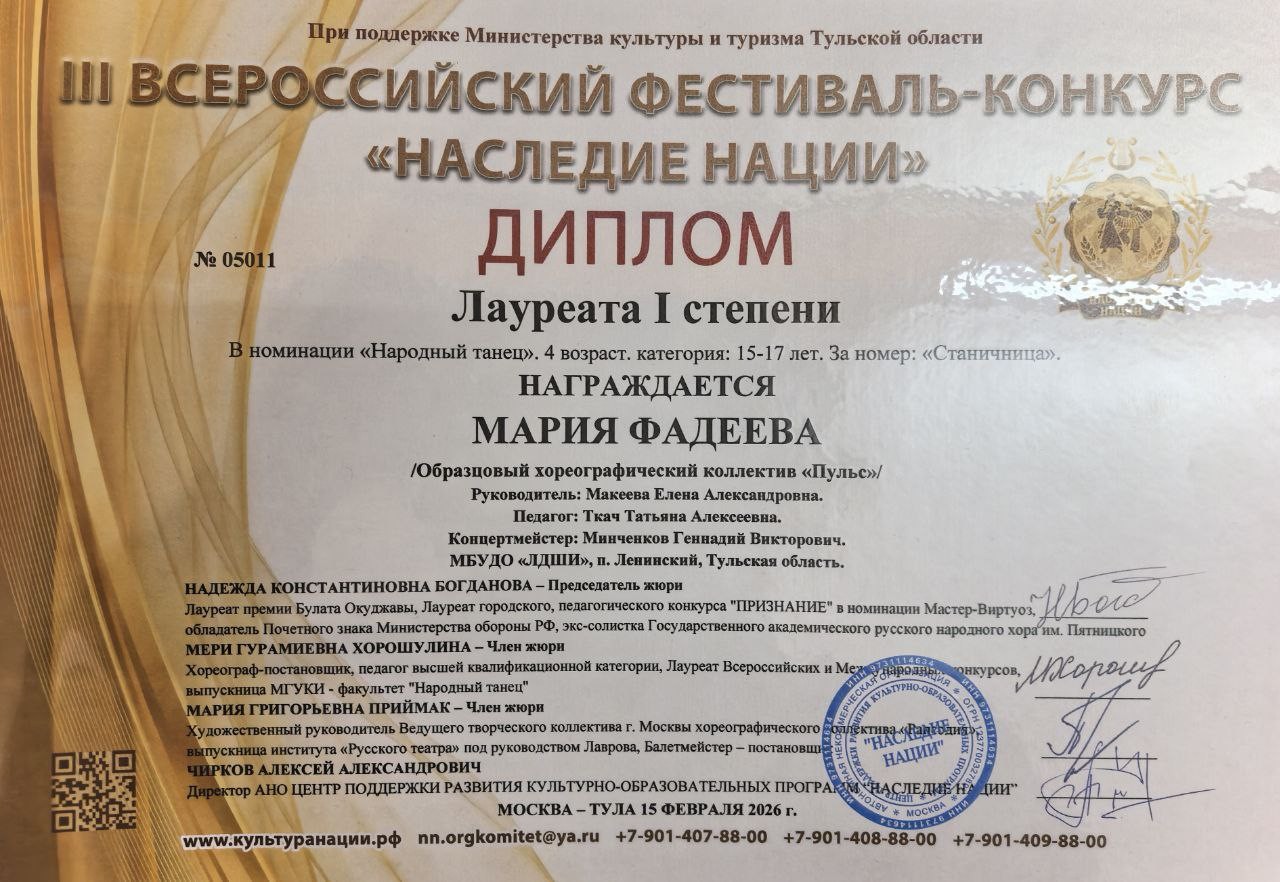 При поддержке Министерства культуры и туризма Тульской области
III ВСЕРОССИЙСКИЙ ФЕСТИВАЛЬ-КОНКУРС
«НАСЛЕДИЕ НАЦИИ»
ДИПЛОМ
№ 05011
Лауреата I степени
В номинации «Народный танец». 4 возраст. категория: 15-17 лет. За номер: «Станичница».
НАГРАЖДАЕТСЯ
МАРИЯ ФАДЕЕВА
/Образцовый хореографический коллектив «Пульс»/
Руководитель: Макеева Елена Александровна.
Педагог: Ткач Татьяна Алексеевна.
Концертмейстер: Минченков Геннадий Викторович.
МБУДО «ЛДШИ», п. Ленинский, Тульская область.
НАДЕЖДА КОНСТАНТИНОВНА БОГДАНОВА – Председатель жюри
Лауреат премии Булата Окуджавы, Лауреат городского, педагогического конкурса "ПРИЗНАНИЕ" в номинации Мастер-Виртуоз,
обладатель Почетного знака Министерства обороны РФ, экс-солистка Государственного академического русского народного хора им. Пятницкого
МЕРИ ГУРАМИЕВНА ХОРОШУЛИНА – Член жюри
Хореограф-постановщик, педагог высшей квалификационной категории, Лауреат Всероссийских и Международных конкурсов,
выпускница МГУКИ - факультет "Народный танец"
МАРИЯ ГРИГОРЬЕВНА ПРИЙМАК – Член жюри
Художественный руководитель Ведущего творческого коллектива г. Москвы хореографического коллектива «Рапсодия»,
выпускница института «Русского театра» под руководством Лаврова, Балетмейстер – постановщик
ЧИРКОВ АЛЕКСЕЙ АЛЕКСАНДРОВИЧ
Директор АНО ЦЕНТР ПОДДЕРЖКИ РАЗВИТИЯ КУЛЬТУРНО-ОБРАЗОВАТЕЛЬНЫХ ПРОГРАММ "НАСЛЕДИЕ НАЦИИ"
"НАСЛЕДИЕ
НАЦИИ"
МОСКВА – ТУЛА 15 ФЕВРАЛЯ 2026 г.
www.культуранации.рф nn.orgkomitet@ya.ru +7-901-407-88-00 +7-901-408-88-00 +7-901-409-88-00